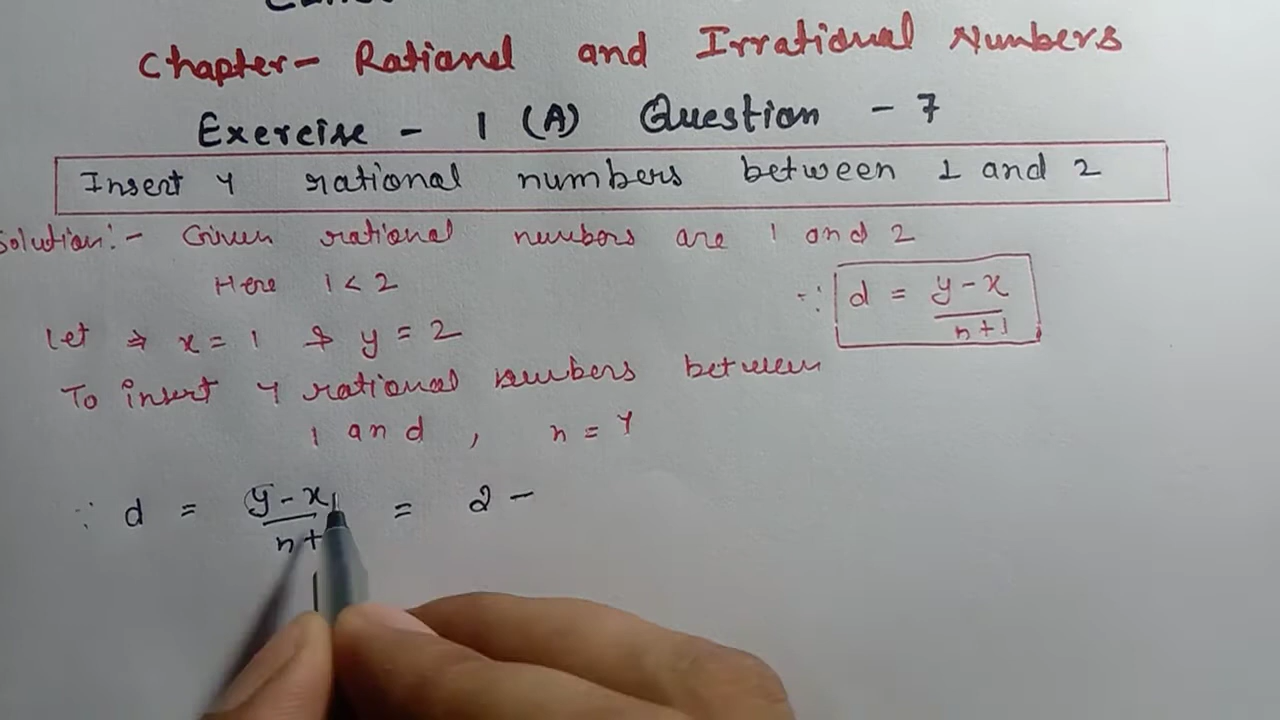 Chapter- Rational and Irrational Numbers
Exercise - 1 (A) Question - 7
Insert 4 rational numbers between 1 and 2
Solution:- Given rational numbers are 1 and 2
Here 1 < 2
∵ d = y - x / n + 1
Let ⇒ x = 1 & y = 2
To insert 4 rational numbers between
1 and , n = 4
∵ d = y - x / n + = 2 -